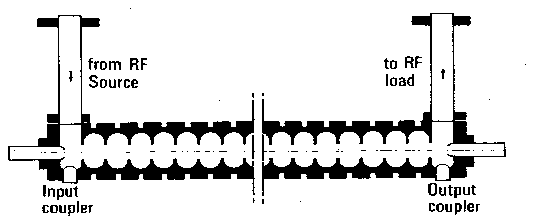 from RF
Source
to RF
load
Input
coupler
Output
coupler